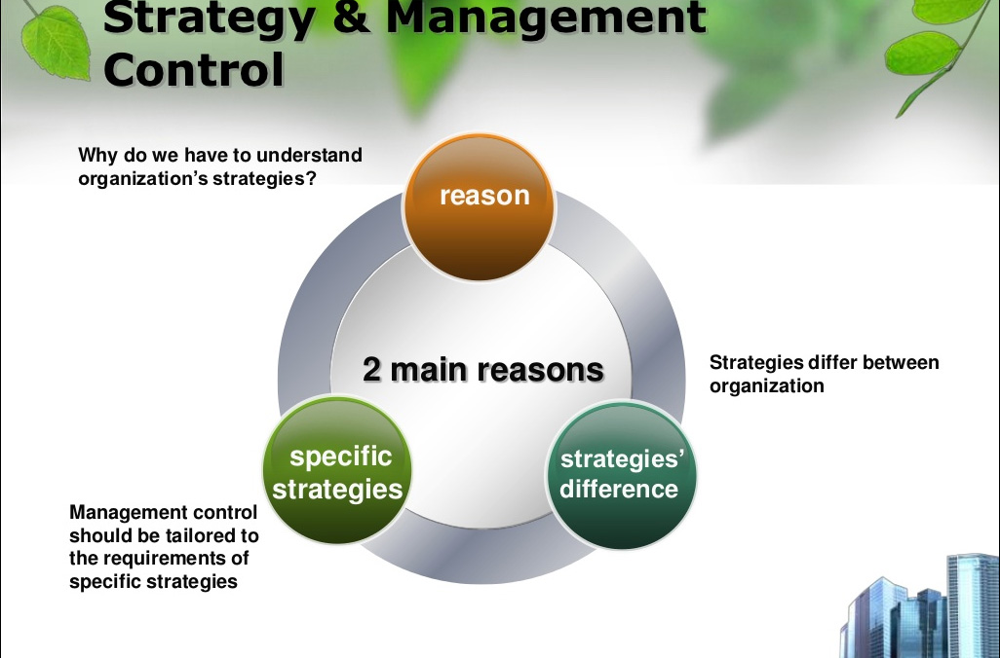 Strategy & Management
Control
Why do we have to understand
organization’s strategies?
reason
2 main reasons
Strategies differ between
organization
specific
strategies
strategies’
difference
Management control
should be tailored to
the requirements of
specific strategies